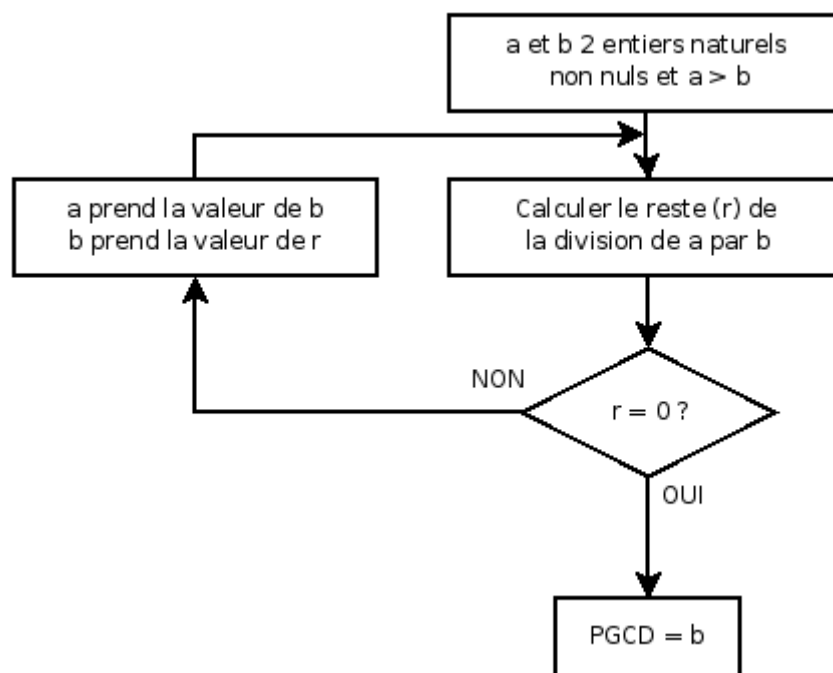 a et b 2 entiers naturels
non nuls et a > b
a prend la valeur de b
b prend la valeur de r
Calculer le reste (r) de
la division de a par b
NON
r = 0 ?
OUI
PGCD = b